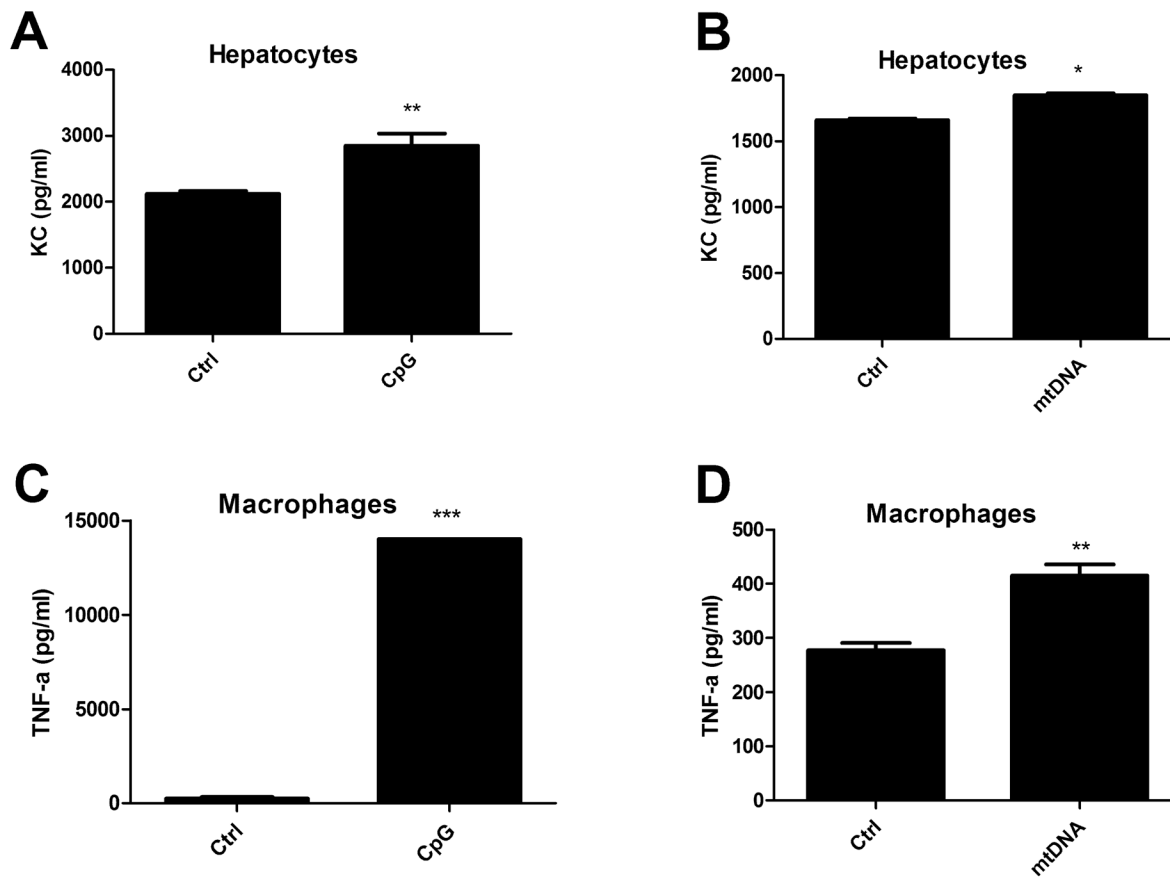 A
Hepatocytes
**
KC (pg/ml)
4000
3000
2000
1000
0
Ctrl
CpG
B
Hepatocytes
*
KC (pg/ml)
2000
1500
1000
500
0
Ctrl
mtDNA
C
Macrophages
***
TNF-a (pg/ml)
15000
10000
5000
0
Ctrl
CpG
D
Macrophages
**
TNF-a (pg/ml)
500
400
300
200
100
0
Ctrl
mtDNA